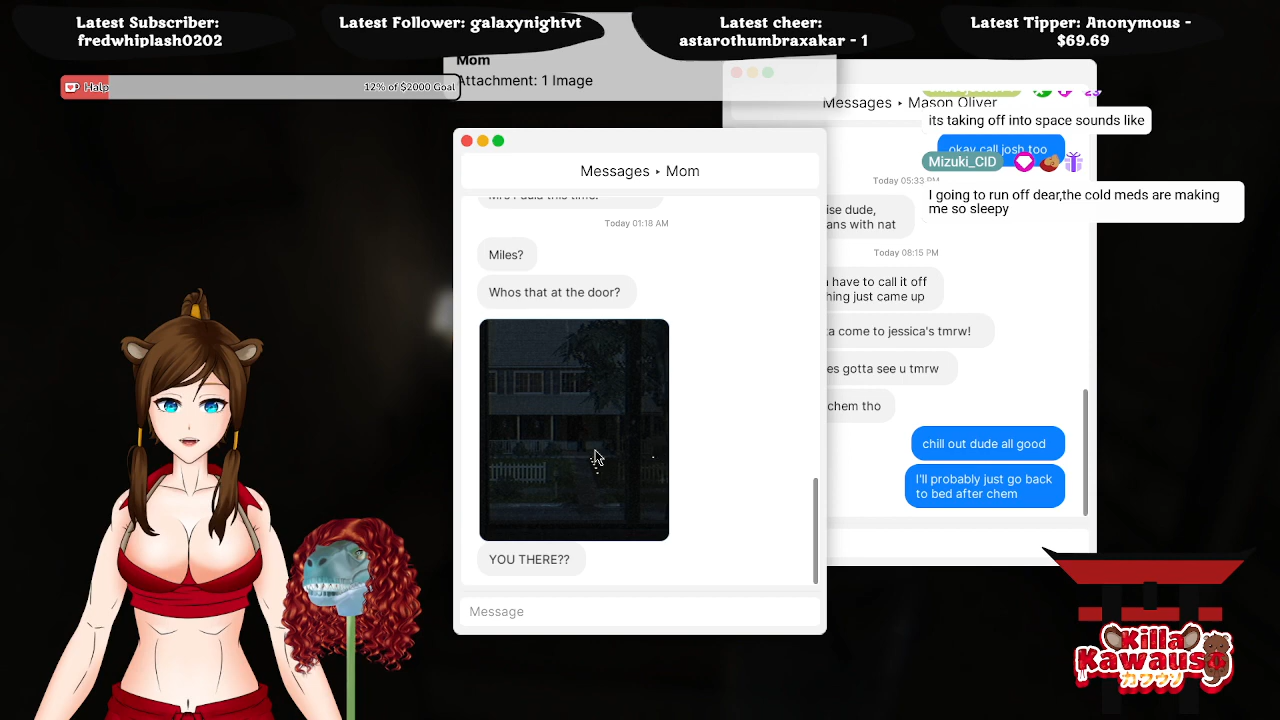 Latest Subscriber:
fredwhiplash0202
Latest Follower: galaxynightvt
Latest cheer:
astarothumbraxakar - 1
Latest Tipper: Anonymous -
$69.69
Halo
12% of $2000 Goal
Mom
Attachment: 1 Image
Messages ‣ Mason Oliver
its taking off into space sounds like
okay call josh too
Mizuki_CID
Today 05:33 PM
I going to run off dear,the cold meds are making
me so sleepy
ise dude,
ans with nat
Today 08:15 PM
have to call it off
hing just came up
a come to jessica's tmrw!
es gotta see u tmrw
chem tho
chill out dude all good
I'll probably just go back
to bed after chem
Messages ‣ Mom
Mrs Paula this time.
Today 01:18 AM
Miles?
Whos that at the door?
YOU THERE??
Message
Killa
Kawauso
カワウソ